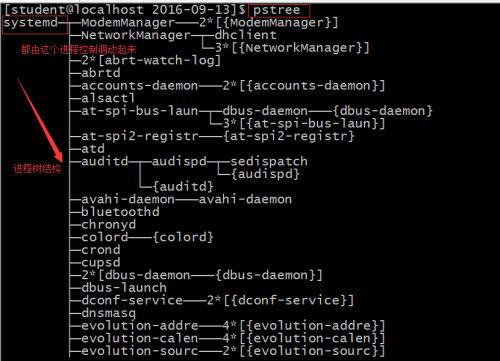 [student@localhost 2016-09-13]$ pstree
systemd─┬─ModemManager───2*[{ModemManager}]
├─NetworkManager─┬─dhclient
都由这个进程控制调动起来 └─3*[{NetworkManager}]
├─2*[abrt-watch-log]
├─abrtd
├─accounts-daemon───2*[{accounts-daemon}]
├─alsactl
├─at-spi-bus-laun─┬─dbus-daemon───{dbus-daemon}
└─3*[{at-spi-bus-laun}]
├─at-spi2-registr───{at-spi2-registr}
├─atd
进程树结构 ├─auditd─┬─audispd─┬─sedispatch
│ └─{audispd}
└─{auditd}
├─avahi-daemon───avahi-daemon
├─bluetoothd
├─chronyd
├─colord───{colord}
├─crond
├─cupsd
├─2*[dbus-daemon───{dbus-daemon}]
├─dbus-launch
├─dconf-service───2*[{dconf-service}]
├─dnsmasq
├─evolution-addre───4*[{evolution-addre}]
├─evolution-calen───4*[{evolution-calen}]
├─evolution-sourc───2*[{evolution-sourc}]